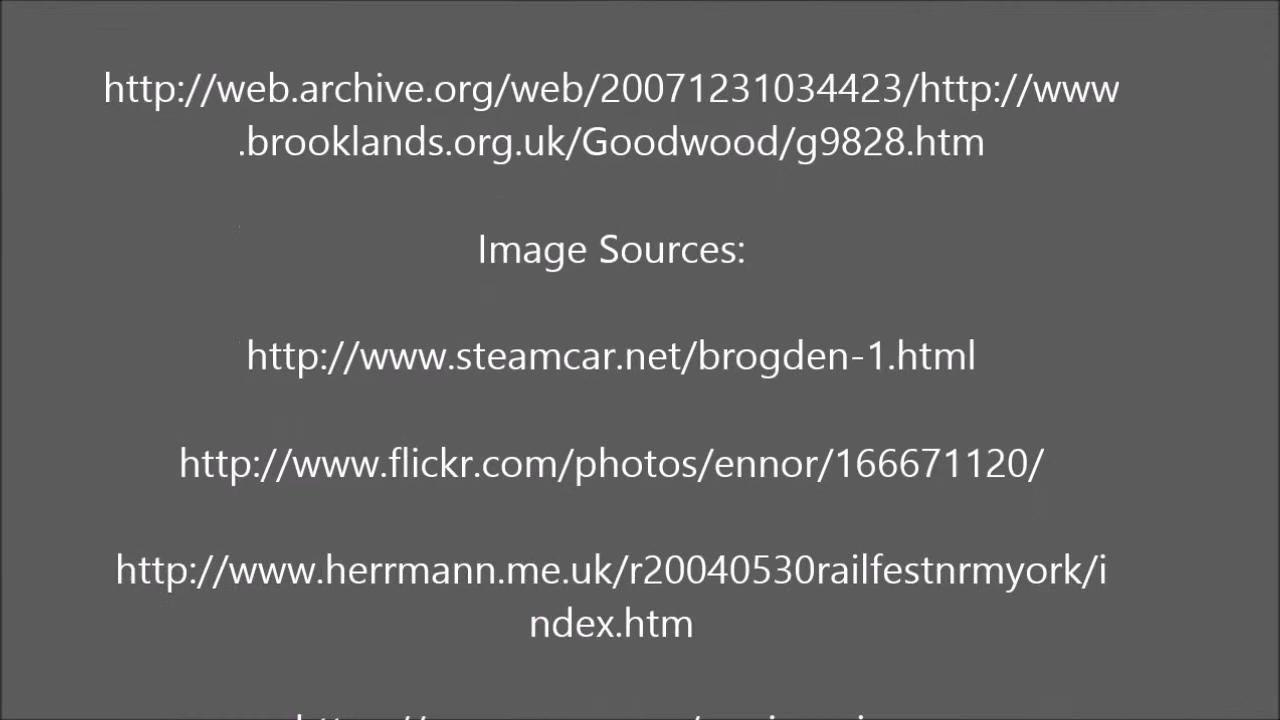 http://web.archive.org/web/20071231034423/http://www
.brooklands.org.uk/Goodwood/g9828.htm
Image Sources:
http://www.steamcar.net/brogden-1.html
http://www.flickr.com/photos/ennor/166671120/
http://www.herrmann.me.uk/r20040530railfestnrmyork/i
ndex.htm